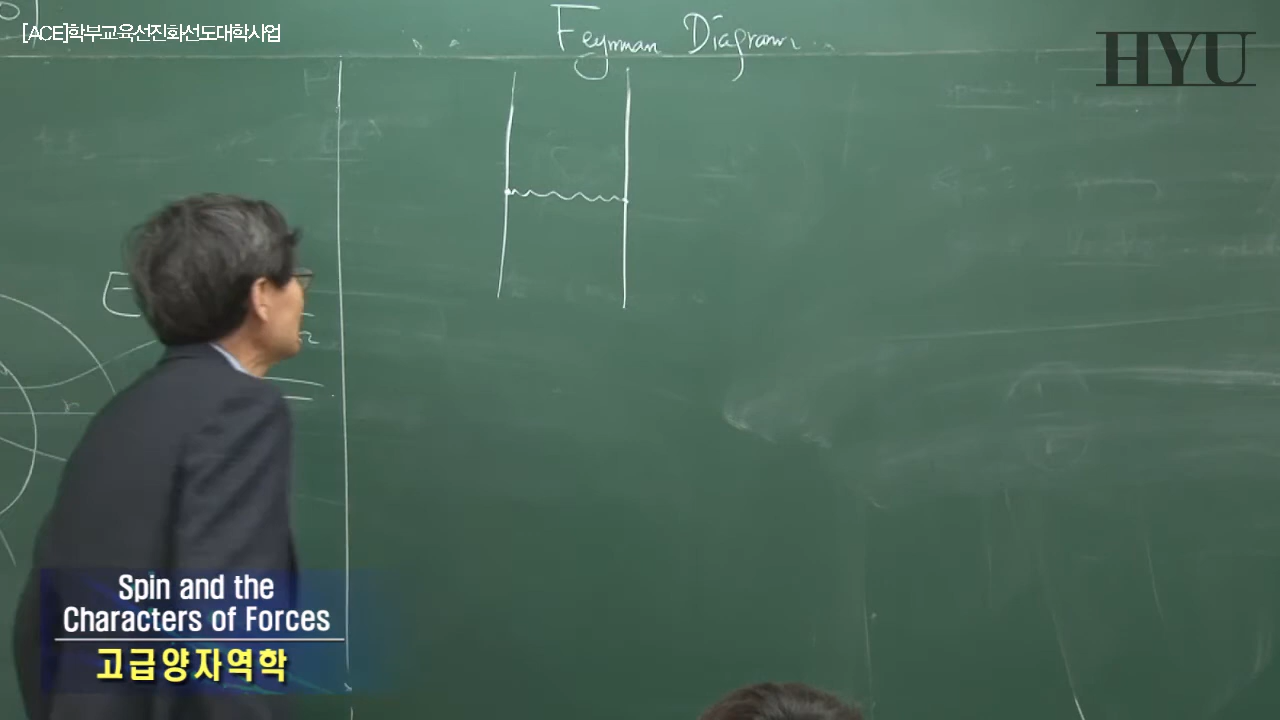 [ACE]학부교육선진화선도대학사업
Feynman Diagram
HYU
E
r
Spin and the
Characters of Forces
고급양자역학